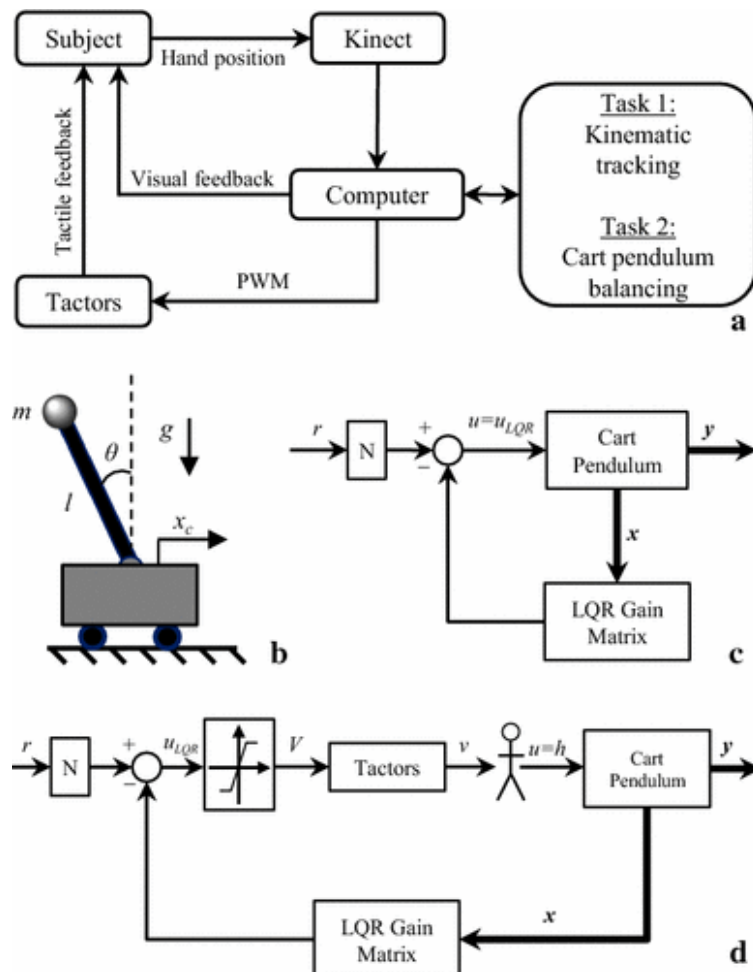 Subject
Hand position
Kinect
Tactile feedback
Visual feedback
Computer
PWM
Tactors
Task 1:
Kinematic
tracking
Task 2:
Cart pendulum
balancing
a
m
θ
g
l
x_c
b
r
N
+
−
u=u_LQR
Cart
Pendulum
y
x
LQR Gain
Matrix
c
r
N
+
−
u_LQR
V
Tactors
v
u=h
Cart
Pendulum
y
x
LQR Gain
Matrix
d